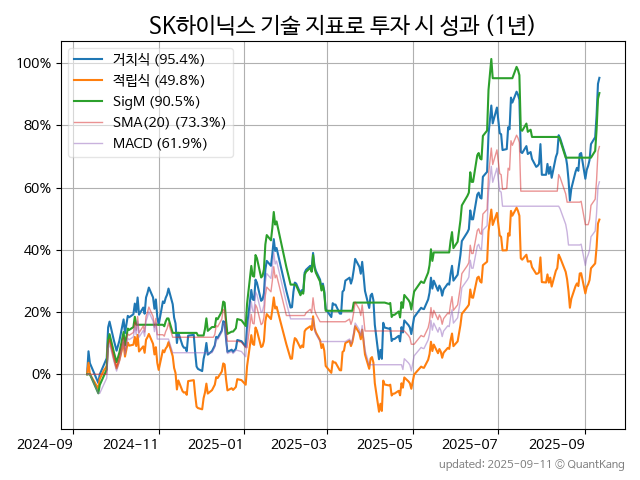 SK하이닉스 기술 지표로 투자 시 성과 (1년)
거치식 (95.4%)
적립식 (49.8%)
SigM (90.5%)
SMA(20) (73.3%)
MACD (61.9%)
100%
80%
60%
40%
20%
0%
2024-09 2024-11 2025-01 2025-03 2025-05 2025-07 2025-09
updated: 2025-09-11 © QuantKang